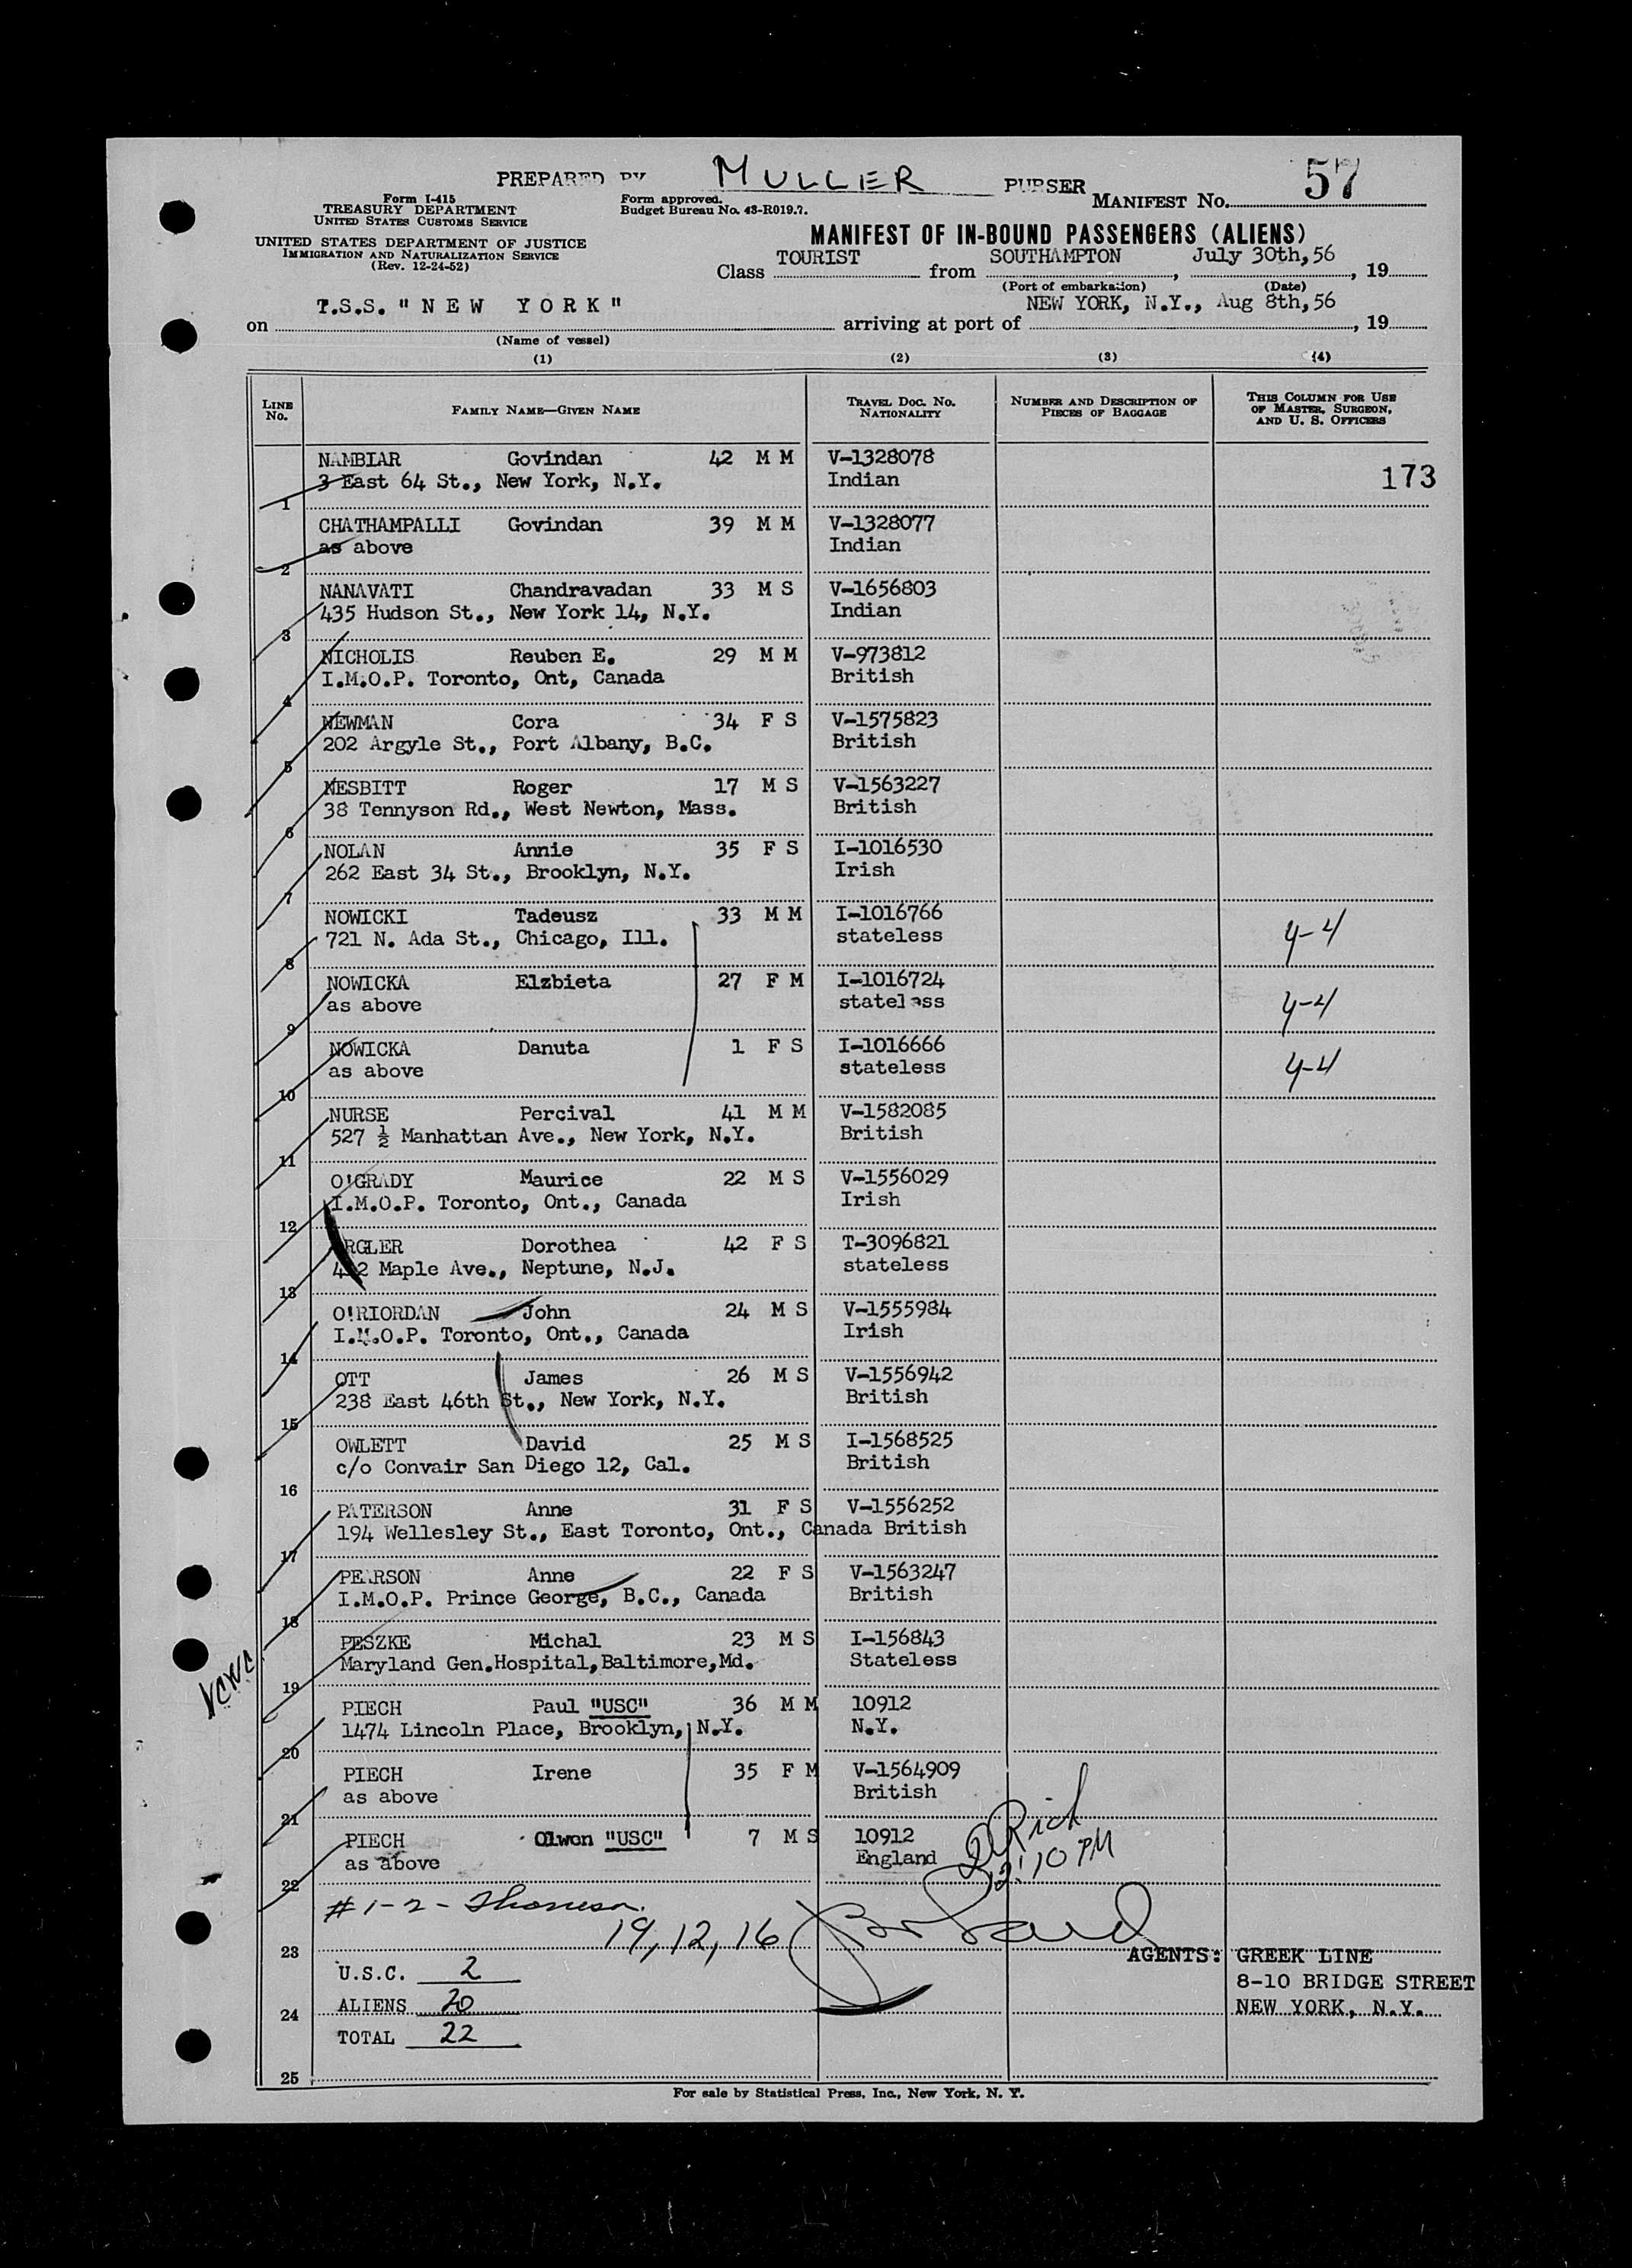 PREPARED BY MULLER PURSER
MANIFEST No. 57
Form I-415
TREASURY DEPARTMENT
UNITED STATES CUSTOMS SERVICE
Form approved.
Budget Bureau No. 43-R019.7.
UNITED STATES DEPARTMENT OF JUSTICE
IMMIGRATION AND NATURALIZATION SERVICE
(Rev. 12-24-52)
MANIFEST OF IN-BOUND PASSENGERS (ALIENS)
Class TOURIST from SOUTHAMPTON, July 30th,56, 19
(Port of embarkation) (Date)
on T.S.S. "NEW YORK" arriving at port of NEW YORK, N.Y., Aug 8th,56, 19
(Name of vessel)
(1) (2) (3) (4)
LINE No. FAMILY NAME—GIVEN NAME TRAVEL DOC. NO. NATIONALITY NUMBER AND DESCRIPTION OF PIECES OF BAGGAGE THIS COLUMN FOR USE OF MASTER, SURGEON, AND U. S. OFFICERS
NAMBIAR Govindan 42 M M V-1328078
3 East 64 St., New York, N.Y. Indian 173
1
CHATHAMPALLI Govindan 39 M M V-1328077
as above Indian
2
NANAVATI Chandravadan 33 M S V-1656803
435 Hudson St., New York 14, N.Y. Indian
3
NICHOLIS Reuben E. 29 M M V-973812
I.M.O.P. Toronto, Ont, Canada British
4
NEWMAN Cora 34 F S V-1575823
202 Argyle St., Port Albany, B.C. British
5
NESBITT Roger 17 M S V-1563227
38 Tennyson Rd., West Newton, Mass. British
6
NOLAN Annie 35 F S I-1016530
262 East 34 St., Brooklyn, N.Y. Irish
7
NOWICKI Tadeusz 33 M M I-1016766
721 N. Ada St., Chicago, Ill. stateless 4-4
8
NOWICKA Elzbieta 27 F M I-1016724
as above stateless 4-4
9
NOWICKA Danuta 1 F S I-1016666
as above stateless 4-4
10
NURSE Percival 41 M M V-1582085
527 ½ Manhattan Ave., New York, N.Y. British
11
O'GRADY Maurice 22 M S V-1556029
I.M.O.P. Toronto, Ont., Canada Irish
12
Dorothea 42 F S T-3096821
Maple Ave., Neptune, N.J. stateless
13
O'RIORDAN John 24 M S V-1555984
I.M.O.P. Toronto, Ont., Canada Irish
14
OTT James 26 M S V-1556942
238 East 46th St., New York, N.Y. British
15
OWLETT David 25 M S I-1568525
c/o Convair San Diego 12, Cal. British
16
PATERSON Anne 31 F S V-1556252
194 Wellesley St., East Toronto, Ont., Canada British
17
PEARSON Anne 22 F S V-1563247
I.M.O.P. Prince George, B.C., Canada British
18
PESZKE Michal 23 M S I-156843
Maryland Gen.Hospital,Baltimore,Md. Stateless
19
PIECH Paul "USC" 36 M M 10912
1474 Lincoln Place, Brooklyn, N.Y. N.Y.
20
PIECH Irene 35 F M V-1564909
as above British
21
PIECH Olwen "USC" 7 M S 10912
as above England
Rich
2:10 PM
22
# 1-2-
19, 12, 16
23
AGENTS: GREEK LINE
U.S.C. 2
8-10 BRIDGE STREET
ALIENS 20
NEW YORK, N.Y.
24
TOTAL 22
25
For sale by Statistical Press, Inc., New York, N. Y.